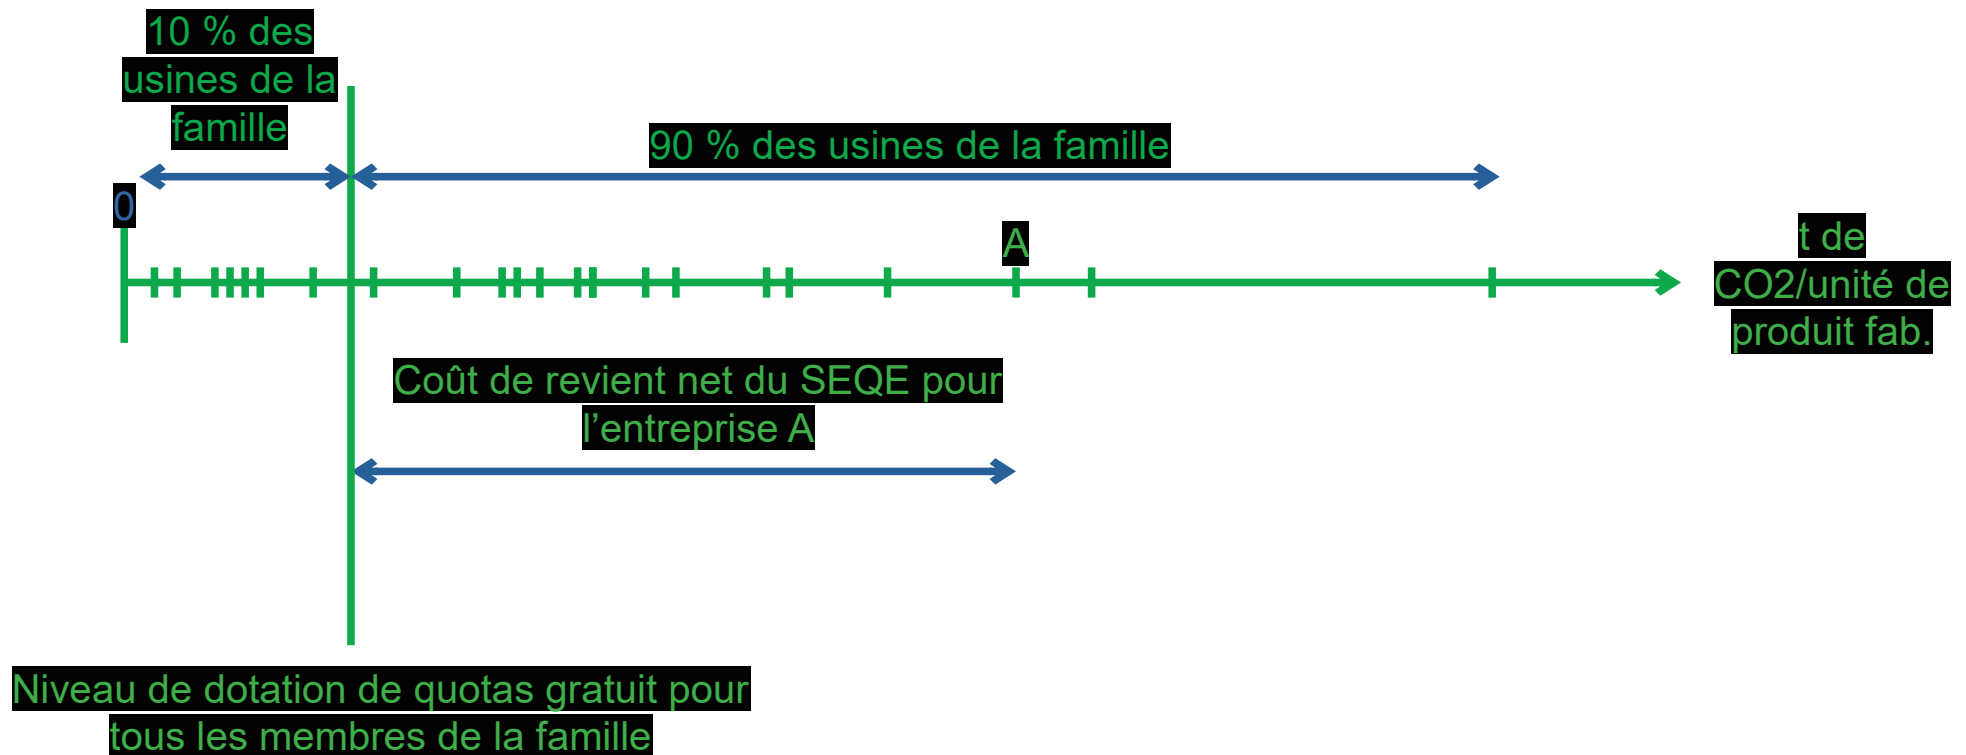 10 % des
usines de la
famille
90 % des usines de la famille
0
A
t de
CO2/unité de
produit fab.
Coût de revient net du SEQE pour
l’entreprise A
Niveau de dotation de quotas gratuit pour
tous les membres de la famille